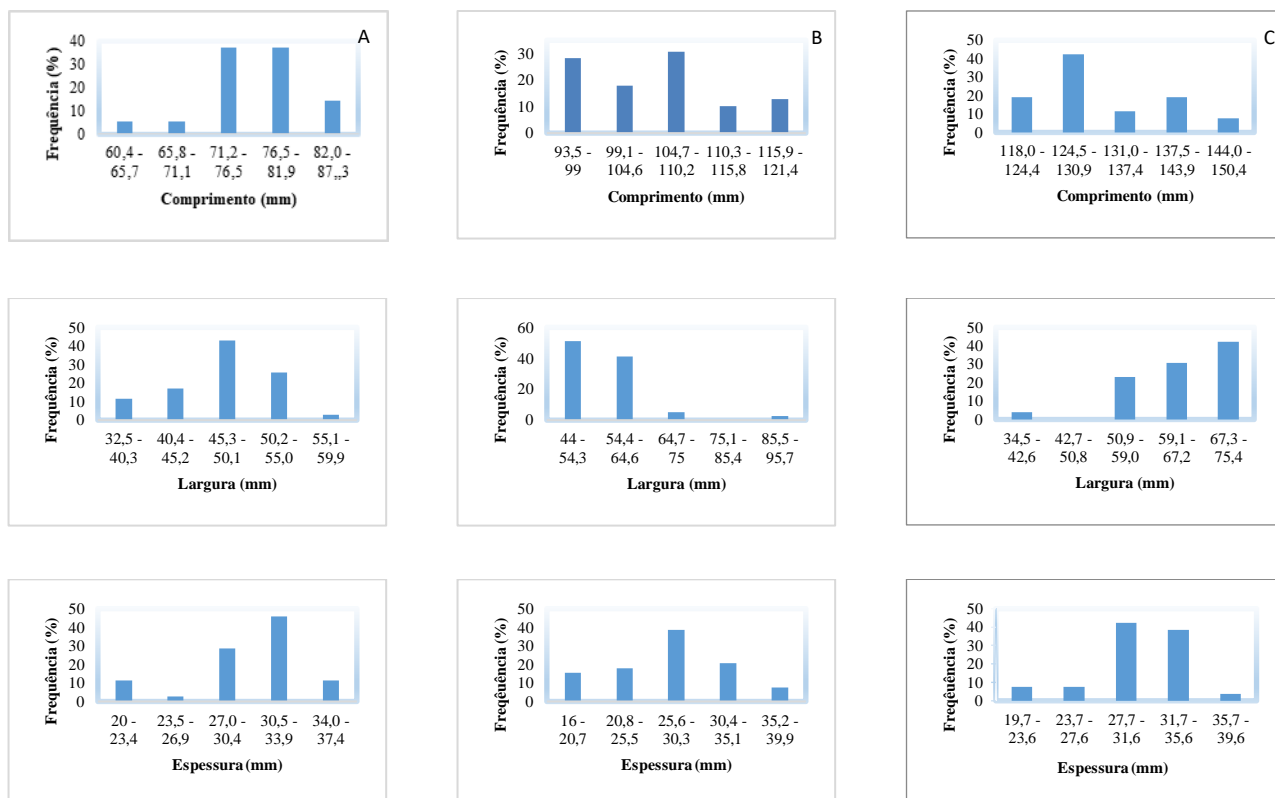 A
Frequência (%)
40
30
20
10
0
60,4 - 65,8 - 71,2 - 76,5 - 82,0 -
65,7 71,1 76,5 81,9 87,,3
Comprimento (mm)
B
Frequência (%)
30
20
10
0
93,5 - 99,1 - 104,7 - 110,3 - 115,9 -
99 104,6 110,2 115,8 121,4
Comprimento (mm)
C
Frequência (%)
50
40
30
20
10
0
118,0 - 124,5 - 131,0 - 137,5 - 144,0 -
124,4 130,9 137,4 143,9 150,4
Comprimento (mm)
Frequência (%)
50
40
30
20
10
0
32,5 - 40,4 - 45,3 - 50,2 - 55,1 -
40,3 45,2 50,1 55,0 59,9
Largura (mm)
Frequência (%)
60
40
20
0
44 - 54,4 - 64,7 - 75,1 - 85,5 -
54,3 64,6 75 85,4 95,7
Largura (mm)
Frequência (%)
50
40
30
20
10
0
34,5 - 42,7 - 50,9 - 59,1 - 67,3 -
42,6 50,8 59,0 67,2 75,4
Largura (mm)
Frequência (%)
50
40
30
20
10
0
20 - 23,5 - 27,0 - 30,5 - 34,0 -
23,4 26,9 30,4 33,9 37,4
Espessura (mm)
Freqêuência (%)
50
40
30
20
10
0
16 - 20,8 - 25,6 - 30,4 - 35,2 -
20,7 25,5 30,3 35,1 39,9
Espessura (mm)
Freqêuência (%)
50
40
30
20
10
0
19,7 - 23,7 - 27,7 - 31,7 - 35,7 -
23,6 27,6 31,6 35,6 39,6
Espessura (mm)